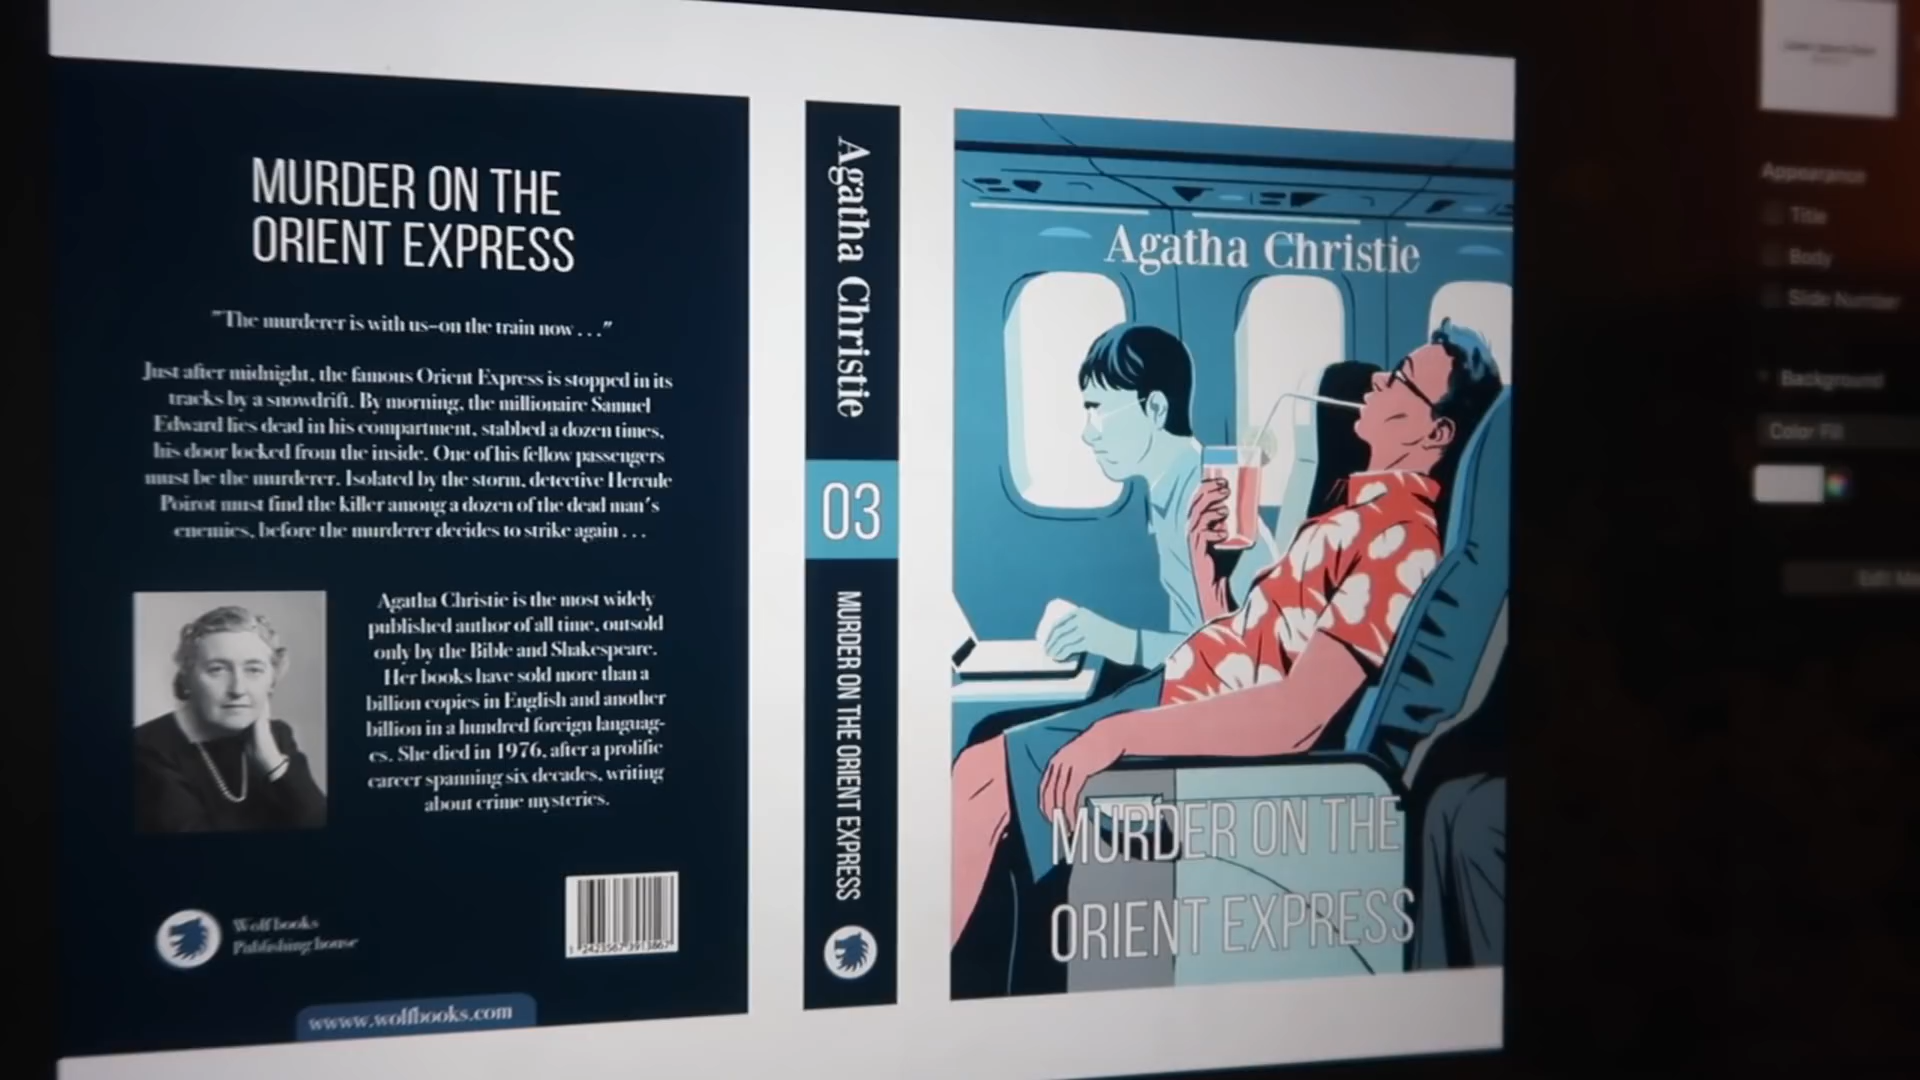 MURDER ON THE
ORIENT EXPRESS
"The murderer is with us–on the train now . . ."
Just after midnight, the famous Orient Express is stopped in its
tracks by a snowdrift. By morning, the millionaire Samuel
Edward lies dead in his compartment, stabbed a dozen times,
his door locked from the inside. One of his fellow passengers
must be the murderer. Isolated by the storm, detective Hercule
Poirot must find the killer among a dozen of the dead man's
enemies, before the murderer decides to strike again . . .
Agatha Christie is the most widely
published author of all time, outsold
only by the Bible and Shakespeare.
Her books have sold more than a
billion copies in English and another
billion in a hundred foreign languag-
es. She died in 1976, after a prolific
career spanning six decades, writing
about crime mysteries.
Wolf books
Publishing house
www.wolfbooks.com
Agatha Christie
03
MURDER ON THE ORIENT EXPRESS
Agatha Christie
MURDER ON THE
ORIENT EXPRESS
Appearance
Title
Body
Slide Number
Background
Color Fill
Edit